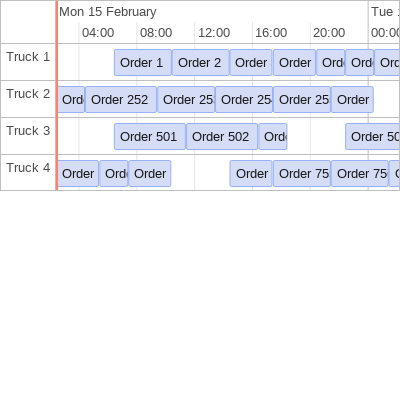 Mon 15 February Tue
04:00 08:00 12:00 16:00 20:00 00:00
Truck 1 Order 1 Order 2 Order Order Ord Ord Ord
Truck 2 Ord Order 252 Order 25 Order 25 Order 25 Order
Truck 3 Order 501 Order 502 Ord Order 50
Truck 4 Order Ord Order Order Order 75 Order 75